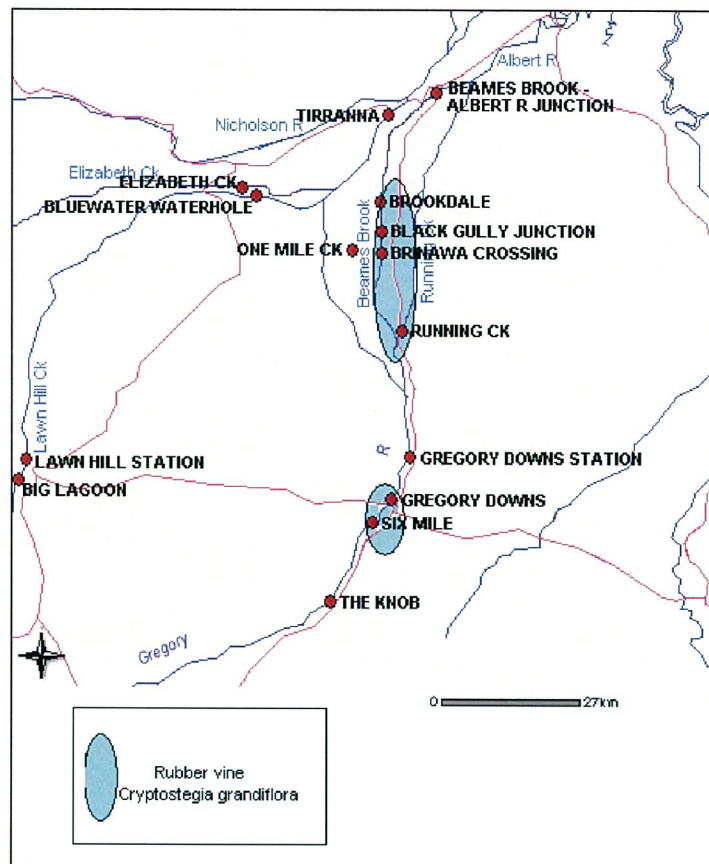 Albert R
BEAMES BROOK -
ALBERT R JUNCTION
TIRRANNA
Nicholson R
Elizabeth Ck
ELIZABETH CK
BLUEWATER WATERHOLE
BROOKDALE
BLACK GULLY JUNCTION
ONE MILE CK
BRINAWA CROSSING
Beames Brook
Running Ck
RUNNING CK
Lawn Hill Ck
R
LAWN HILL STATION
GREGORY DOWNS STATION
BIG LAGOON
GREGORY DOWNS
SIX MILE
THE KNOB
Gregory
0 27km
Rubber vine
Cryptostegia grandiflora